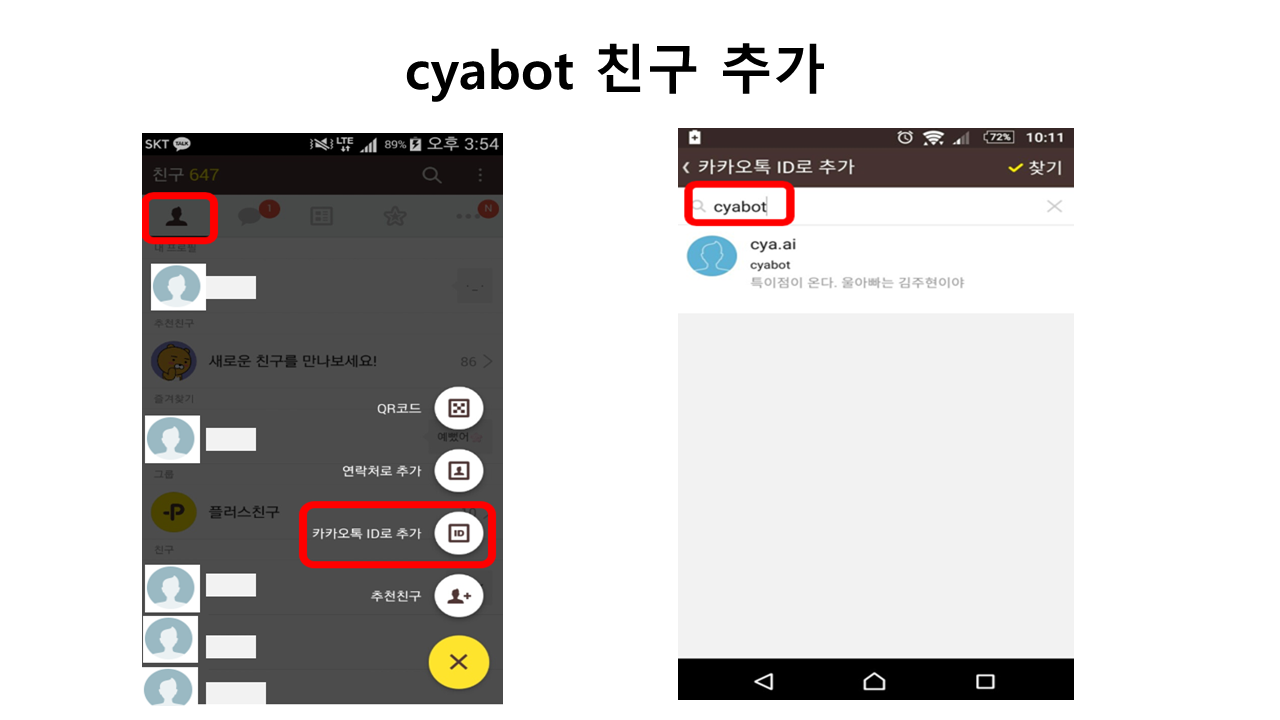 cyabot 친구 추가
SKT TALK LTE 89% 오후 3:54
친구 647
1
N
내 프로필
추천친구
새로운 친구를 만나보세요! 86
즐겨찾기
QR코드
예뻤어
연락처로 추가
그룹
-P 플러스친구
카카오톡 ID로 추가 ID
친구
추천친구
72% 10:11
카카오톡 ID로 추가 찾기
cyabot
cya.ai
cyabot
특이점이 온다. 울아빠는 김주현이야